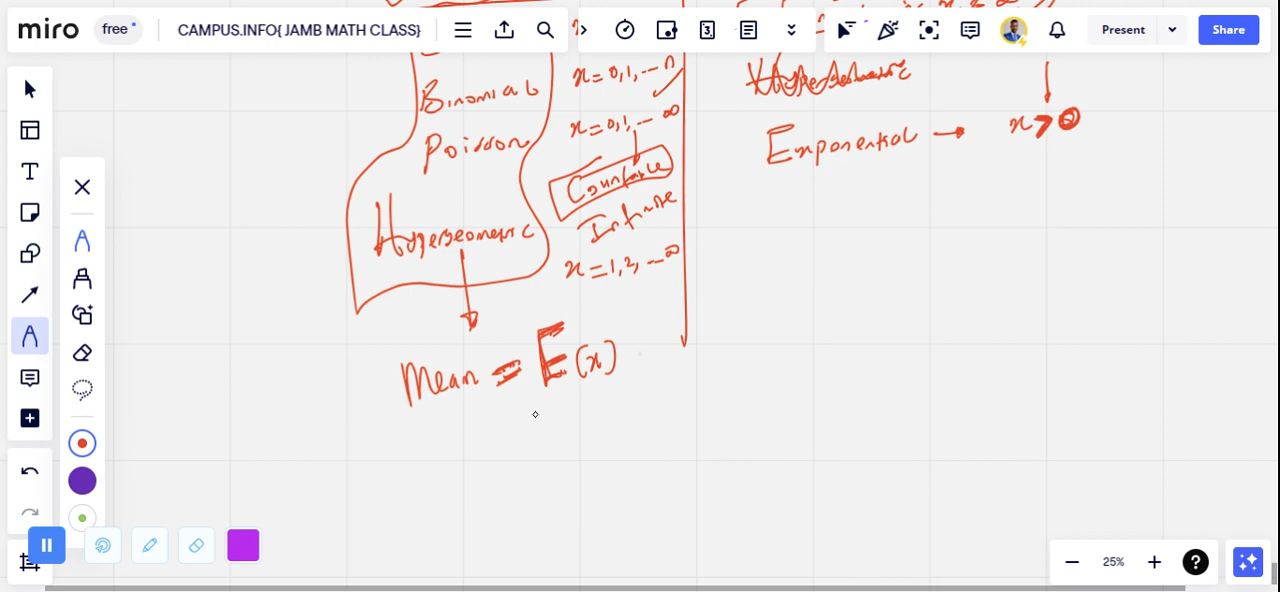 miro free CAMPUS.INFO{ JAMB MATH CLASS} Present Share
Binomial x=0,1,--n
Poisson x=0,1,--∞
Countable
Infinite
Hypergeometric x=1,2,--∞
Mean = E(x)
Hypergeometric
Exponential → x>0
25%